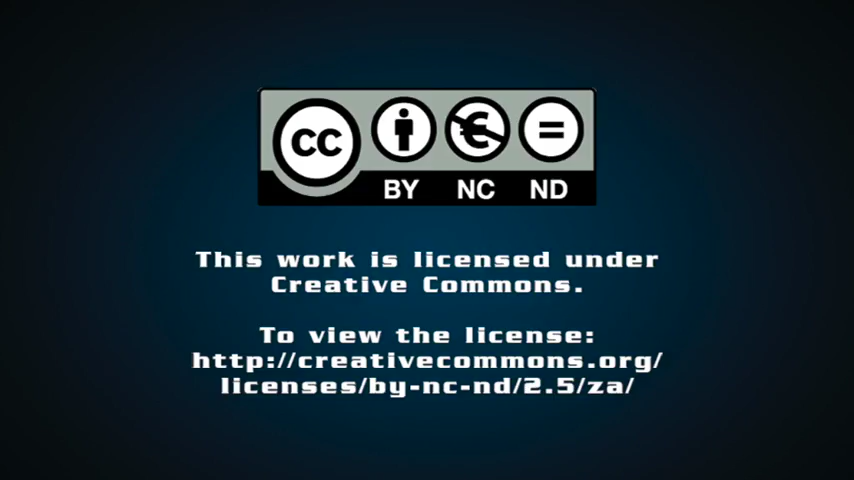 CC
BY NC ND
This work is licensed under
Creative Commons.
To view the license:
http://creativecommons.org/
licenses/by-nc-nd/2.5/za/